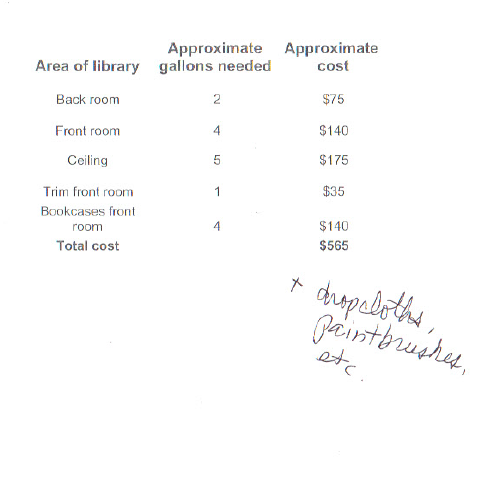 Area of library Approximate gallons needed Approximate cost
Back room 2 $75
Front room 4 $140
Ceiling 5 $175
Trim front room 1 $35
Bookcases front room 4 $140
Total cost $565
+ dropcloths,
paintbrushes,
etc.